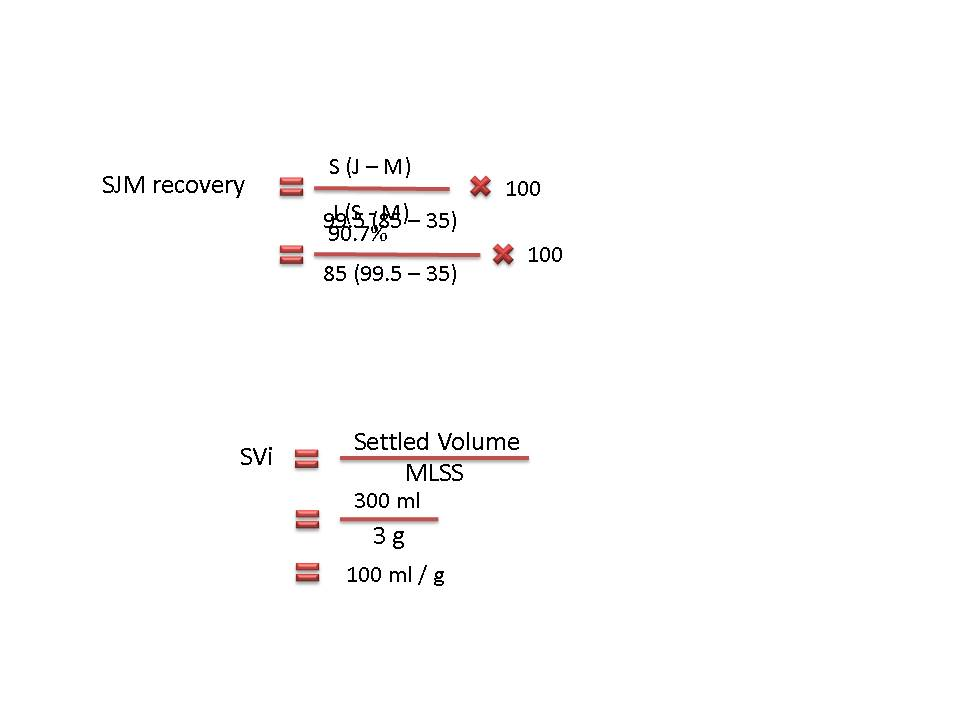 S (J – M)
SJM recovery = ✖ 100
J (S - M)
99.5 (85 – 35)
90.7%
= ✖ 100
85 (99.5 – 35)
Settled Volume
SVi =
MLSS
300 ml
=
3 g
= 100 ml / g